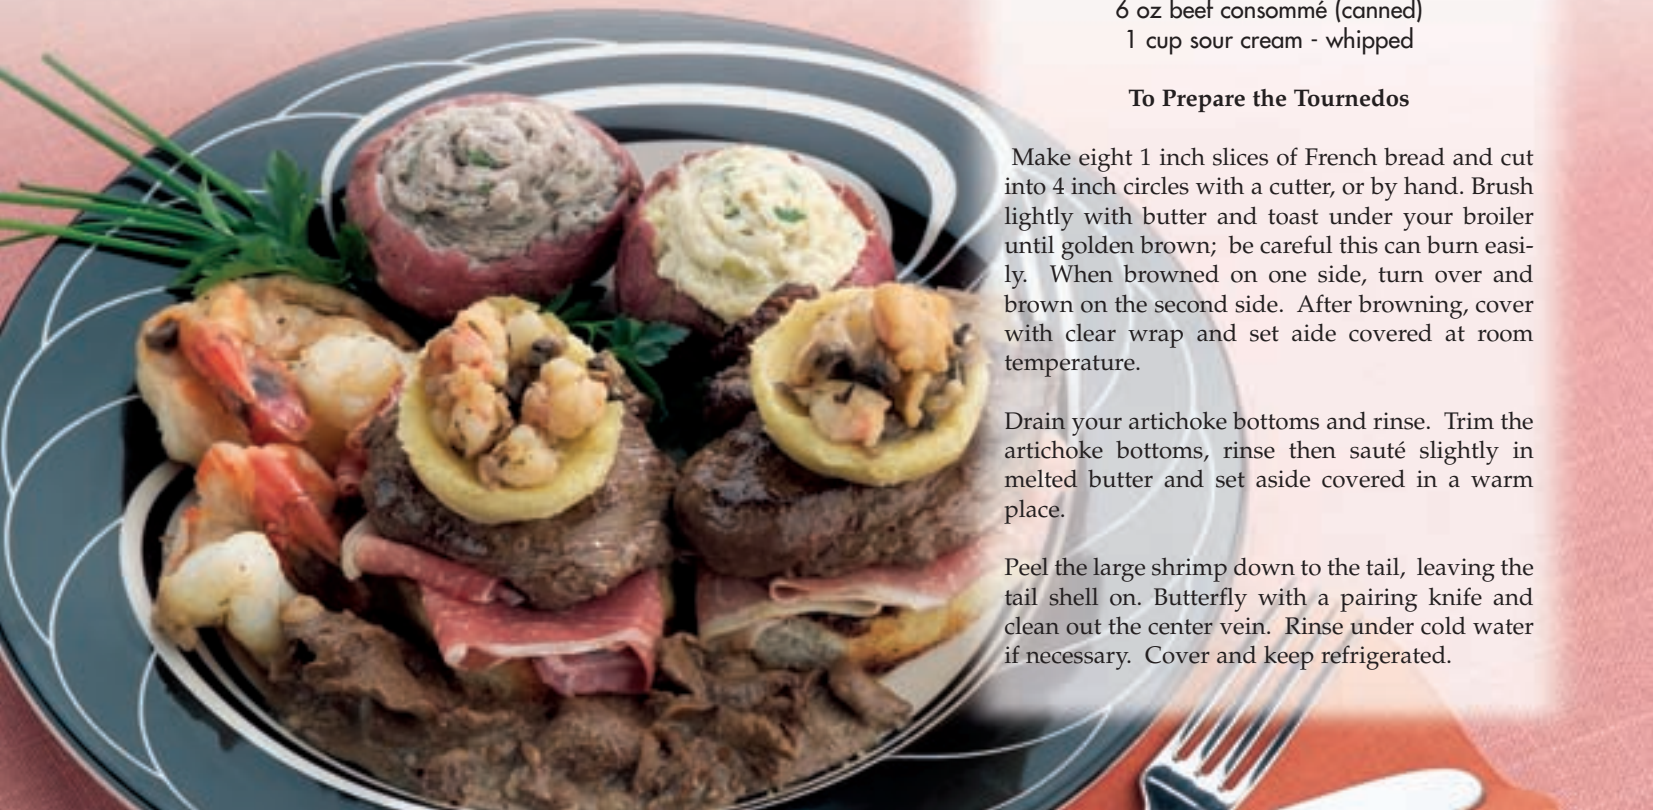 6 oz beef consommé (canned)
1 cup sour cream - whipped
To Prepare the Tournedos
Make eight 1 inch slices of French bread and cut
into 4 inch circles with a cutter, or by hand. Brush
lightly with butter and toast under your broiler
until golden brown; be careful this can burn easi-
ly. When browned on one side, turn over and
brown on the second side. After browning, cover
with clear wrap and set aide covered at room
temperature.
Drain your artichoke bottoms and rinse. Trim the
artichoke bottoms, rinse then sauté slightly in
melted butter and set aside covered in a warm
place.
Peel the large shrimp down to the tail, leaving the
tail shell on. Butterfly with a pairing knife and
clean out the center vein. Rinse under cold water
if necessary. Cover and keep refrigerated.